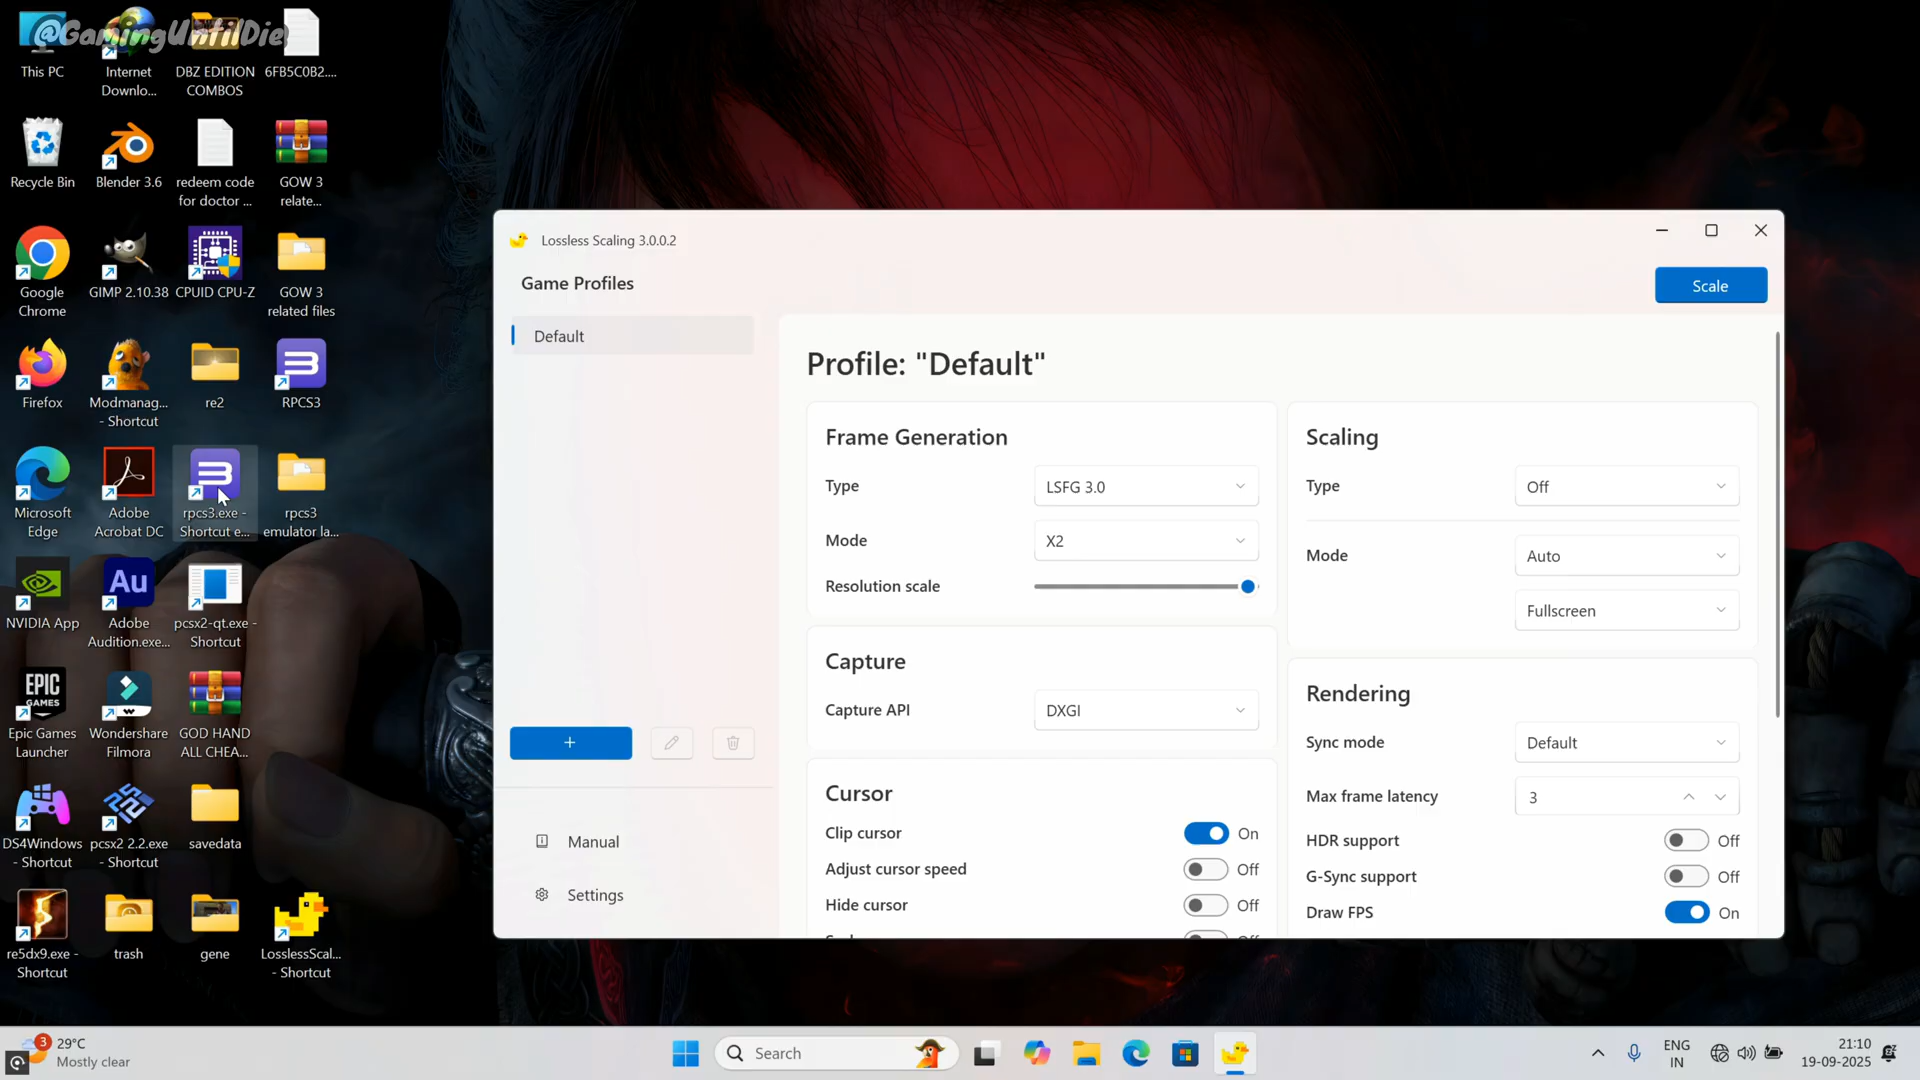 @GamingUntilDie
This PC
Internet
Downlo...
DBZ EDITION
COMBOS
6FB5C0B2....
Recycle Bin
Blender 3.6
redeem code
for doctor ...
GOW 3
relate...
Google
Chrome
GIMP 2.10.38
CPUID CPU-Z
GOW 3
related files
Firefox
Modmanag...
- Shortcut
re2
RPCS3
Microsoft
Edge
Adobe
Acrobat DC
rpcs3.exe -
Shortcut e...
rpcs3
emulator la...
NVIDIA App
Au
Adobe
Audition.exe...
pcsx2-qt.exe -
Shortcut
EPIC
GAMES
Epic Games
Launcher
Wondershare
Filmora
GOD HAND
ALL CHEA...
DS4Windows
- Shortcut
pcsx2 2.2.exe
- Shortcut
savedata
re5dx9.exe -
Shortcut
trash
gene
LosslessScal...
- Shortcut
Lossless Scaling 3.0.0.2
Game Profiles
Scale
Default
+
Manual
Settings
Profile: "Default"
Frame Generation
Type
LSFG 3.0
Mode
X2
Resolution scale
Capture
Capture API
DXGI
Cursor
Clip cursor
On
Adjust cursor speed
Off
Hide cursor
Off
Scaling
Type
Off
Mode
Auto
Fullscreen
Rendering
Sync mode
Default
Max frame latency
3
HDR support
Off
G-Sync support
Off
Draw FPS
On
3
29°C
Mostly clear
Search
ENG
IN
21:10
19-09-2025